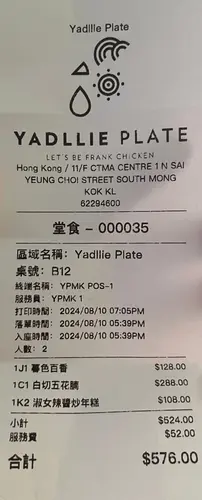 Yadllie Plate
YADLLIE PLATE
LET'S BE FRANK CHICKEN
Hong Kong / 11/F CTMA CENTRE 1 N SAI
YEUNG CHOI STREET SOUTH MONG
KOK KL
62294600
堂食 - 000035
區域名稱: Yadllie Plate
桌號: B12
終端名稱: YPMK POS-1
服務員: YPMK 1
打印時間: 2024/08/10 07:05PM
落單時間: 2024/08/10 05:39PM
入座時間: 2024/08/10 05:39PM
人數: 2
1J1 暮色百香 $128.00
1C1 白切五花腩 $288.00
1K2 淑女辣醬炒年糕 $108.00
小計 $524.00
服務費 $52.00
合計 $576.00